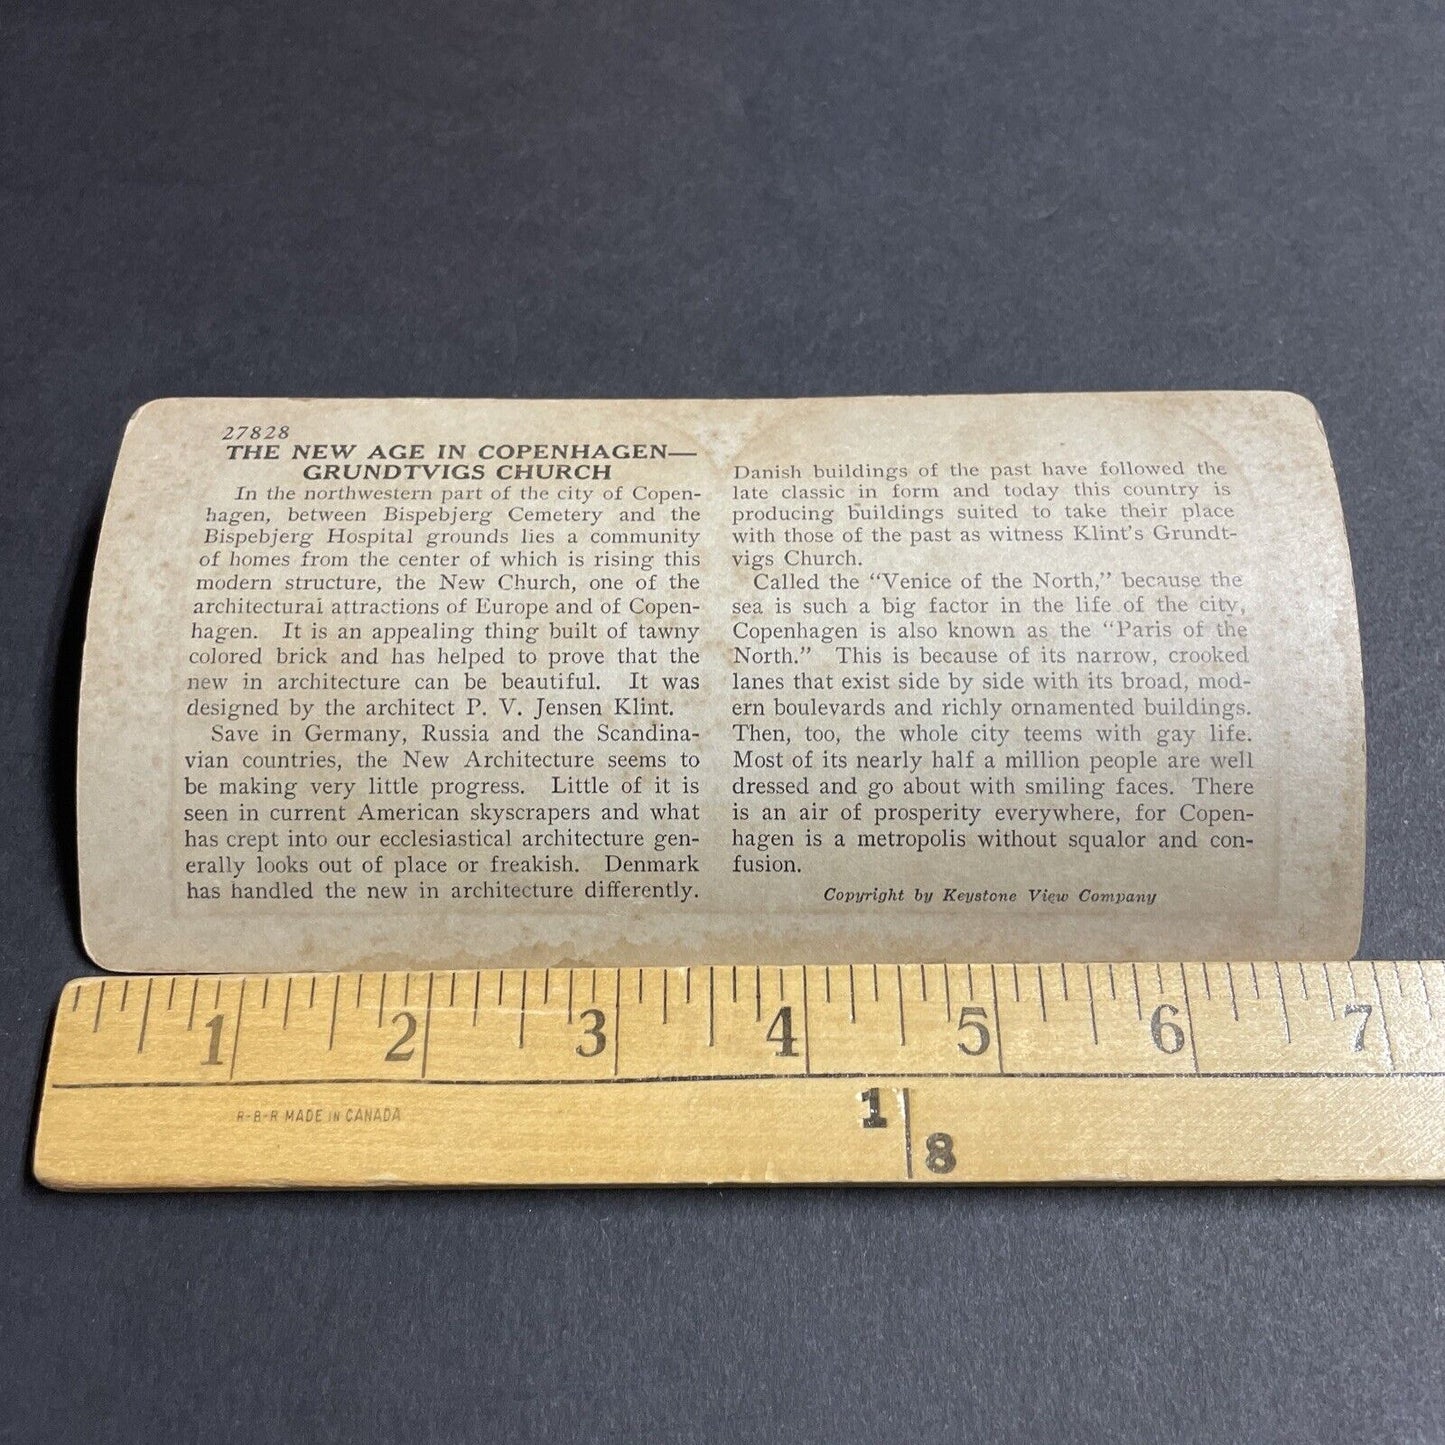 27828
THE NEW AGE IN COPENHAGEN—
GRUNDTVIGS CHURCH
In the northwestern part of the city of Copen-
hagen, between Bispebjerg Cemetery and the
Bispebjerg Hospital grounds lies a community
of homes from the center of which is rising this
modern structure, the New Church, one of the
architectural attractions of Europe and of Copen-
hagen. It is an appealing thing built of tawny
colored brick and has helped to prove that the
new in architecture can be beautiful. It was
designed by the architect P. V. Jensen Klint.
Save in Germany, Russia and the Scandina-
vian countries, the New Architecture seems to
be making very little progress. Little of it is
seen in current American skyscrapers and what
has crept into our ecclesiastical architecture gen-
erally looks out of place or freakish. Denmark
has handled the new in architecture differently.
Danish buildings of the past have followed the
late classic in form and today this country is
producing buildings suited to take their place
with those of the past as witness Klint's Grundt-
vigs Church.
Called the "Venice of the North," because the
sea is such a big factor in the life of the city,
Copenhagen is also known as the "Paris of the
North." This is because of its narrow, crooked
lanes that exist side by side with its broad, mod-
ern boulevards and richly ornamented buildings.
Then, too, the whole city teems with gay life.
Most of its nearly half a million people are well
dressed and go about with smiling faces. There
is an air of prosperity everywhere, for Copen-
hagen is a metropolis without squalor and con-
fusion.
Copyright by Keystone View Company
1 2 3 4 5 6 7
R-B-R MADE IN CANADA
1
8